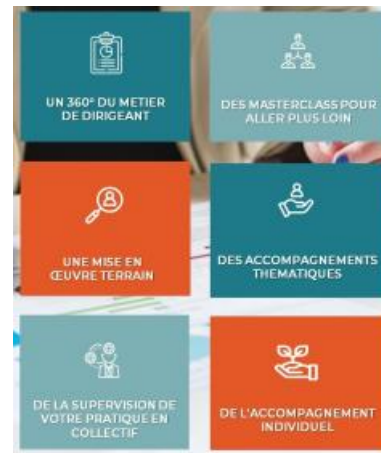 UN 360° DU METIER
DE DIRIGEANT
DES MASTERCLASS POUR
ALLER PLUS LOIN
UNE MISE EN
ŒUVRE TERRAIN
DES ACCOMPAGNEMENTS
THEMATIQUES
DE LA SUPERVISION DE
VOTRE PRATIQUE EN
COLLECTIF
DE L'ACCOMPAGNEMENT
INDIVIDUEL